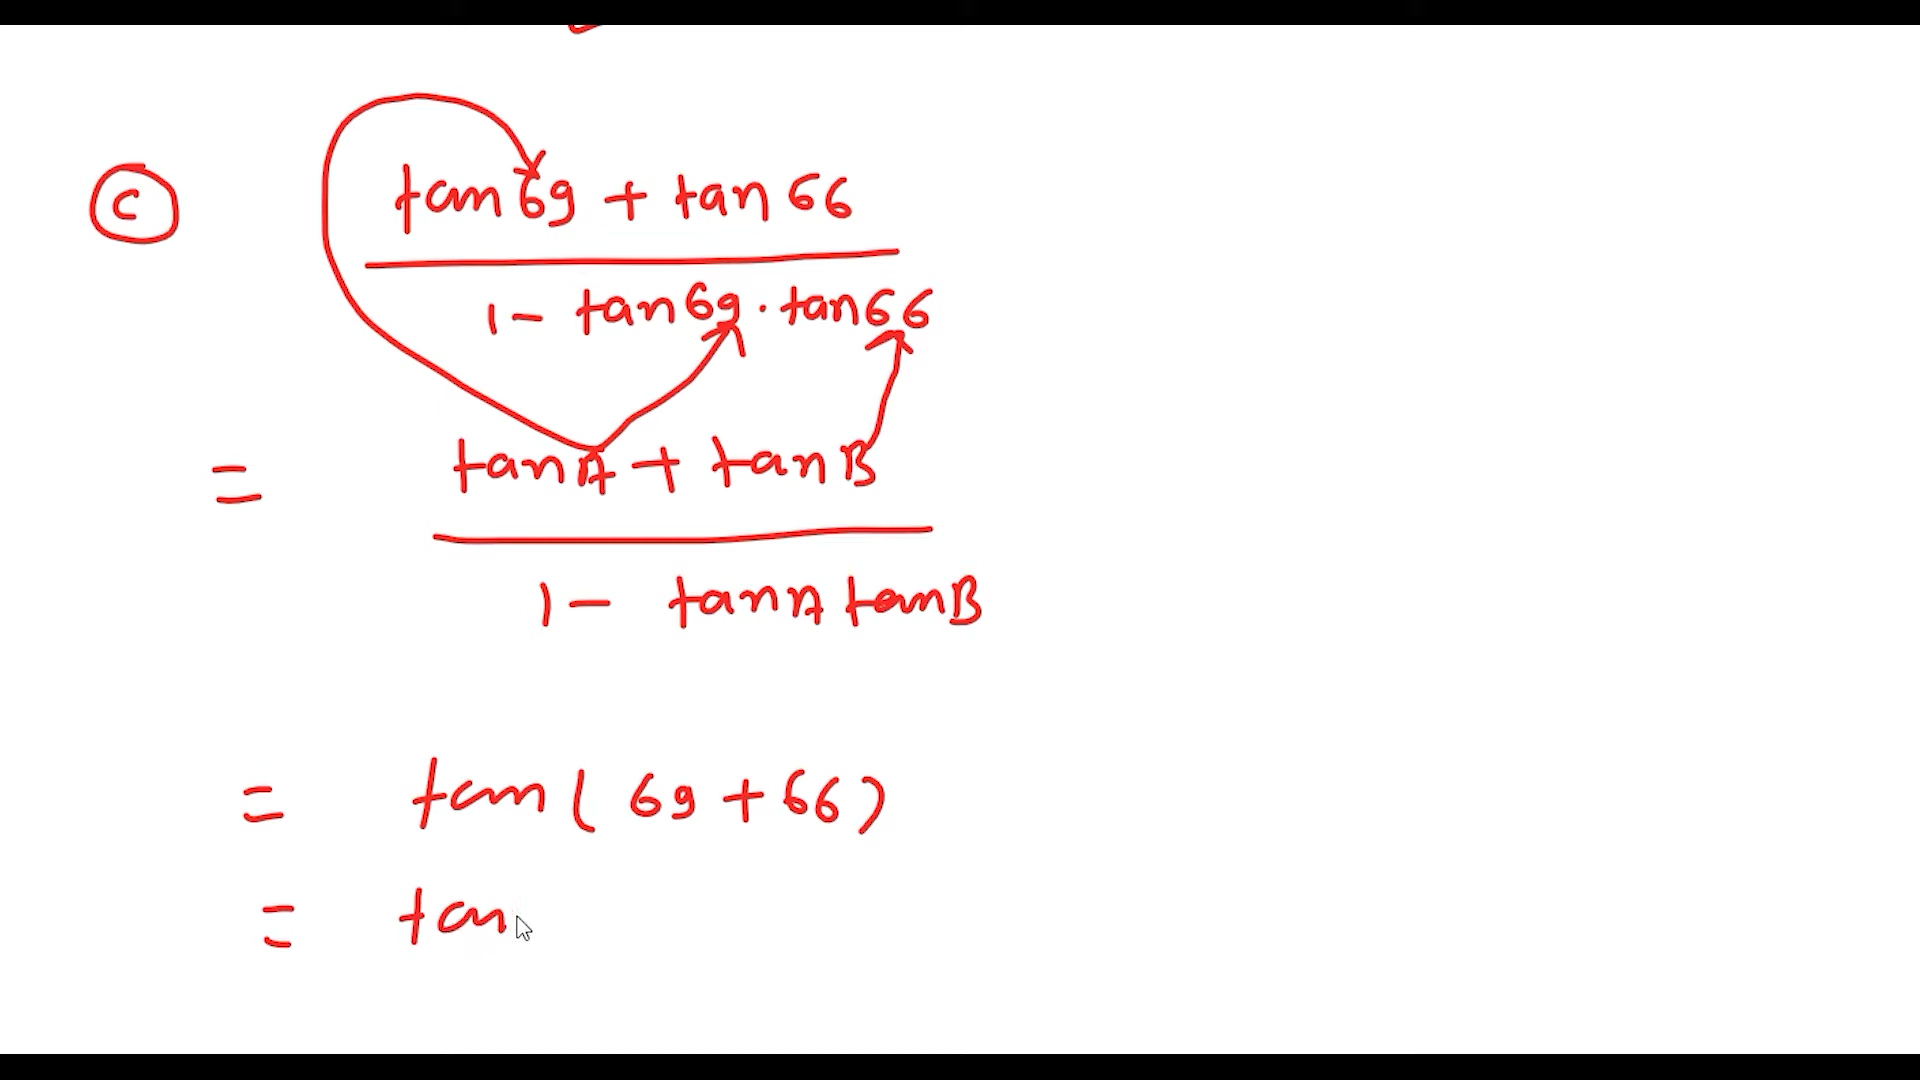 C
tan 69 + tan 66
1 - tan 69 · tan 66
= tan A + tan B
1 - tan A tan B
= tan ( 69 + 66 )
= tan